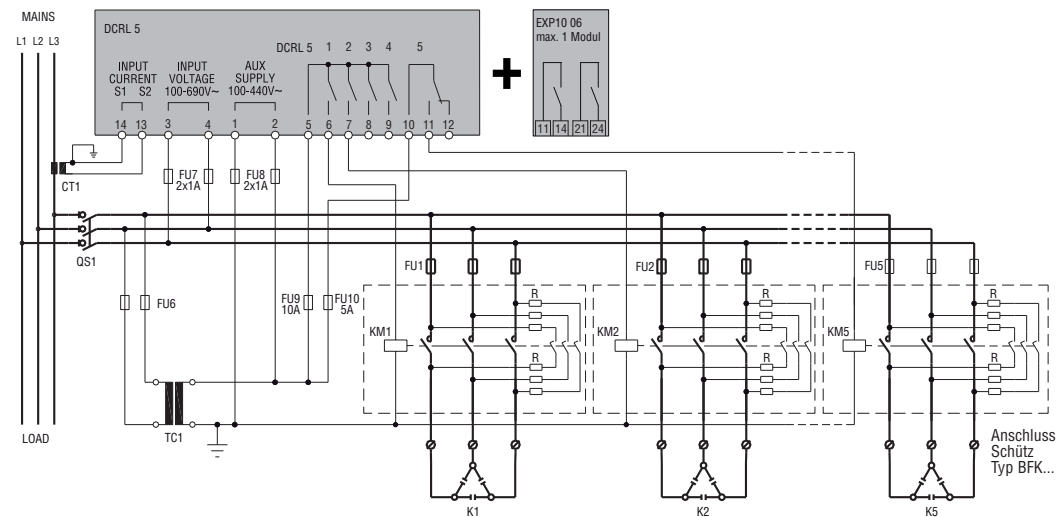 MAINS
L1 L2 L3
DCRL 5
DCRL 5 1 2 3 4 5
INPUT CURRENT
S1 S2
INPUT VOLTAGE
100-690V~
AUX SUPPLY
100-440V~
14 13 3 4 1 2 5 6 7 8 9 10 11 12
+
EXP10 06
max. 1 Modul
11 14 21 24
CT1
FU7
2x1A
FU8
2x1A
QS1
FU1
FU2
FU5
FU6
FU9
10A
FU10
5A
R
R
R
KM1
KM2
KM5
R
R
R
LOAD
TC1
Anschluss
Schütz
Typ BFK...
K1
K2
K5